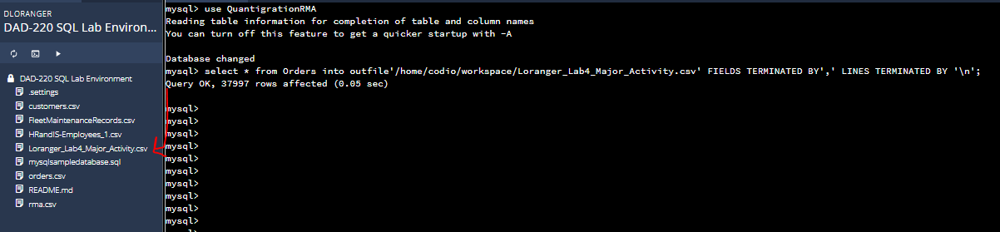 DLORANGER
DAD-220 SQL Lab Environ...
DAD-220 SQL Lab Environment
.settings
customers.csv
FleetMaintenanceRecords.csv
HRandIS-Employees_1.csv
Loranger_Lab4_Major_Activity.csv
mysqlsampledatabase.sql
orders.csv
README.md
rma.csv
mysql> use QuantigrationRMA
Reading table information for completion of table and column names
You can turn off this feature to get a quicker startup with -A
Database changed
mysql> select * from Orders into outfile'/home/codio/workspace/Loranger_Lab4_Major_Activity.csv' FIELDS TERMINATED BY',' LINES TERMINATED BY '\n';
Query OK, 37997 rows affected (0.05 sec)
mysql>
mysql>
mysql>
mysql>
mysql>
mysql>
mysql>
mysql>
mysql>
mysql>